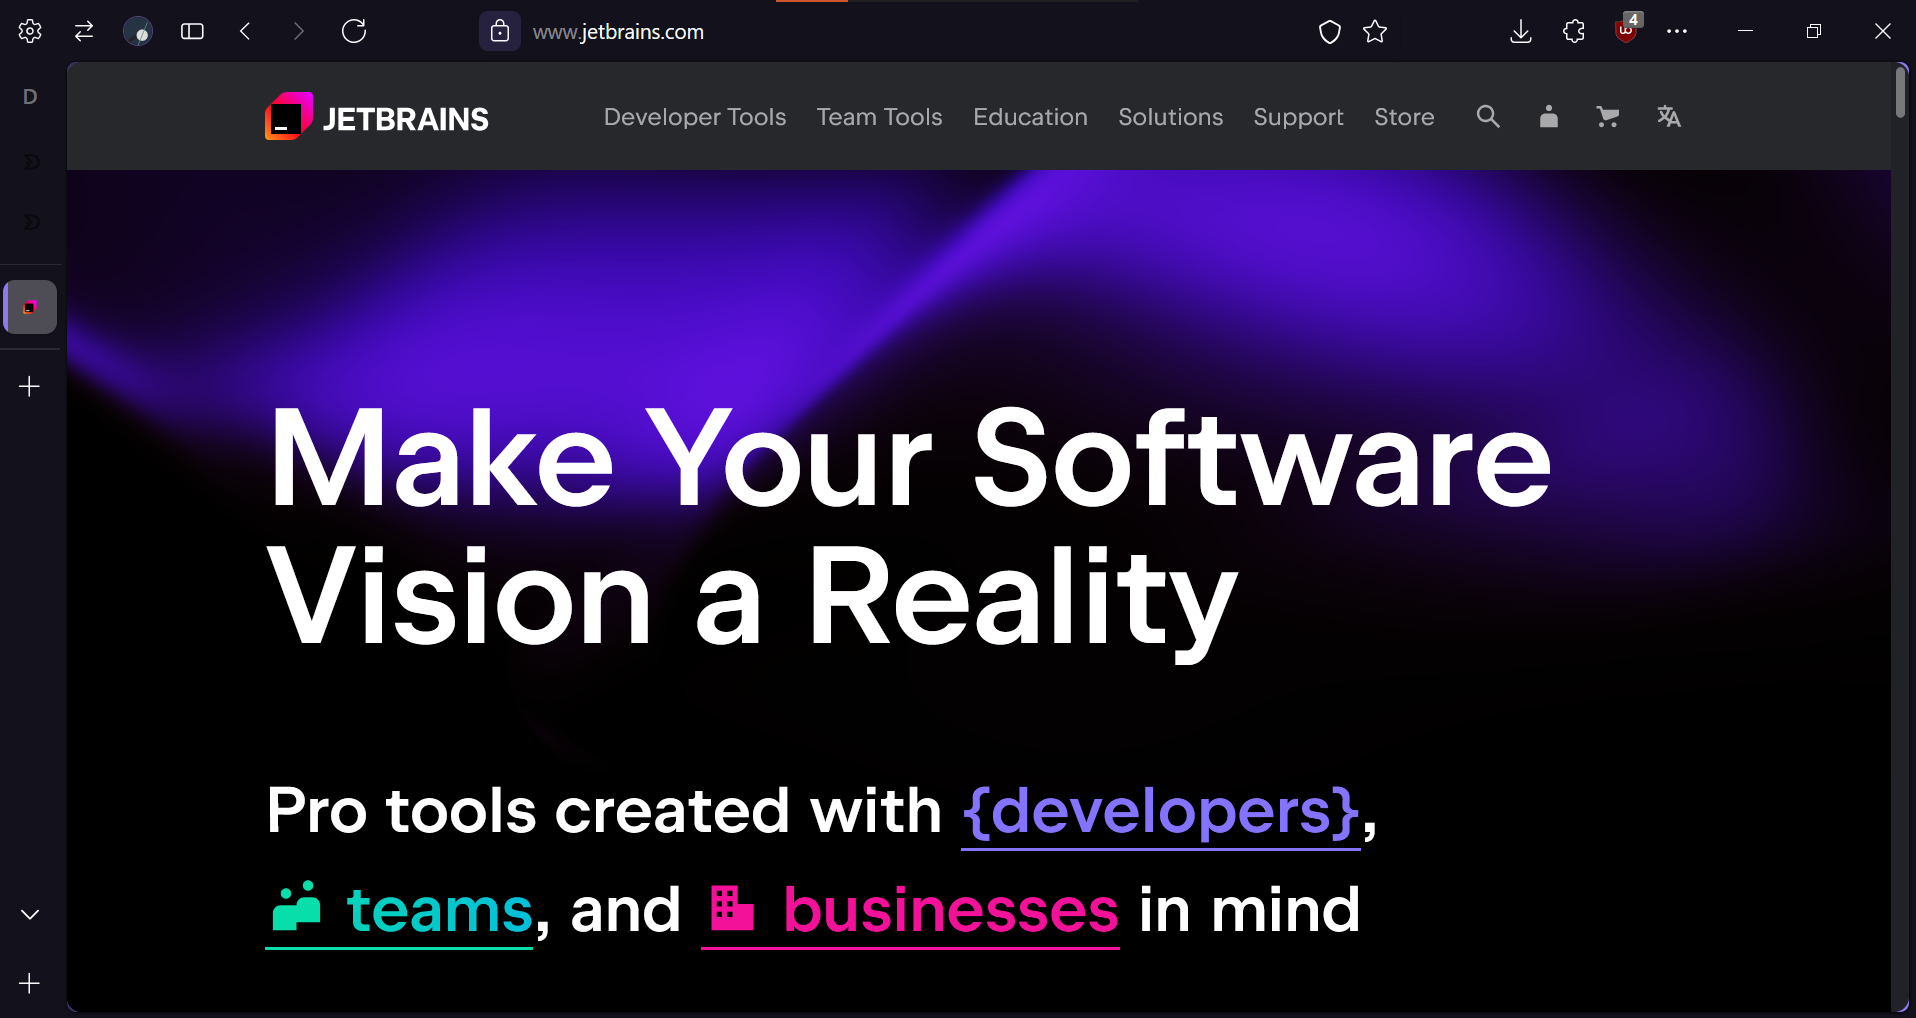 www.jetbrains.com
4
D
JETBRAINS
Developer Tools Team Tools Education Solutions Support Store
Make Your Software
Vision a Reality
Pro tools created with {developers},
teams, and businesses in mind